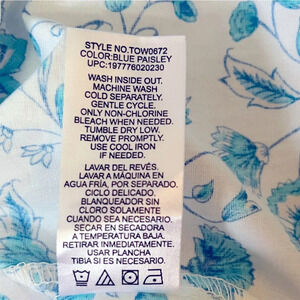 STYLE NO.TOW0672
COLOR:BLUE PAISLEY
UPC:197776020230
WASH INSIDE OUT.
MACHINE WASH
COLD SEPARATELY.
GENTLE CYCLE.
ONLY NON-CHLORINE
BLEACH WHEN NEEDED.
TUMBLE DRY LOW.
REMOVE PROMPTLY.
USE COOL IRON
IF NEEDED.
LAVAR DEL REVÉS.
LAVAR A MÁQUINA EN
AGUA FRÍA, POR SEPARADO.
CICLO DELICADO.
BLANQUEADOR SIN
CLORO SOLAMENTE
CUANDO SEA NECESARIO.
SECAR EN SECADORA
A TEMPERATURA BAJA.
RETIRAR INMEDIATAMENTE.
USAR PLANCHA
TIBIA SI ES NECESARIO.